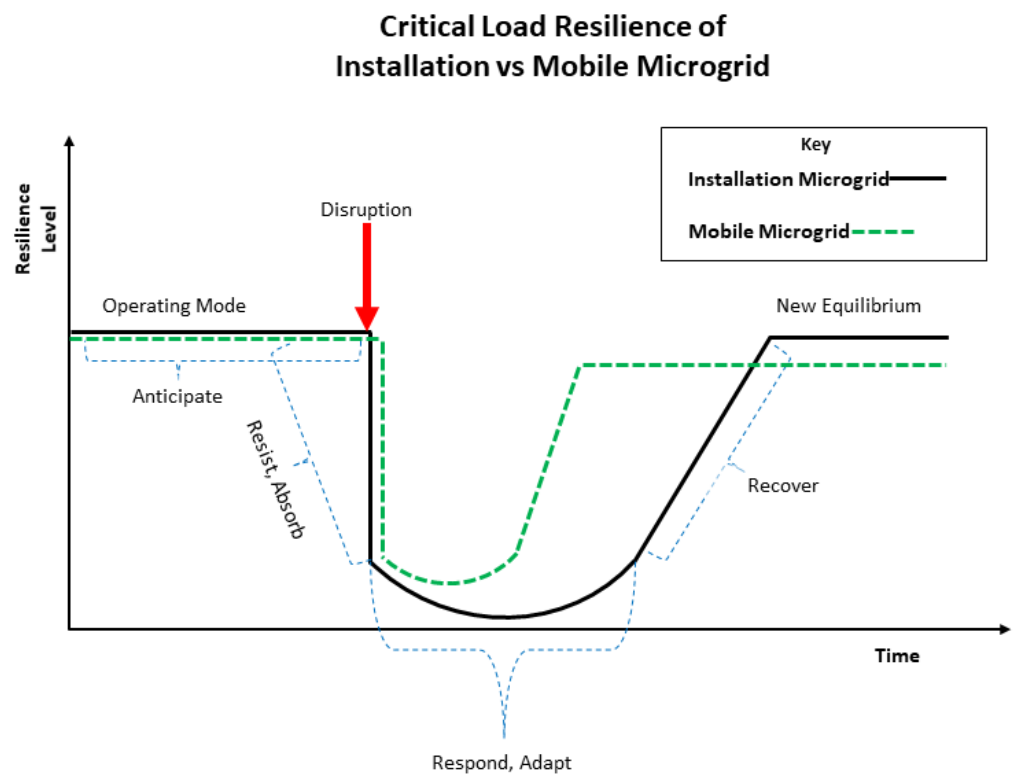 Critical Load Resilience of
Installation vs Mobile Microgrid
Key
Installation Microgrid
Mobile Microgrid
Resilience
Level
Disruption
Operating Mode
New Equilibrium
Anticipate
Resist, Absorb
Recover
Time
Respond, Adapt